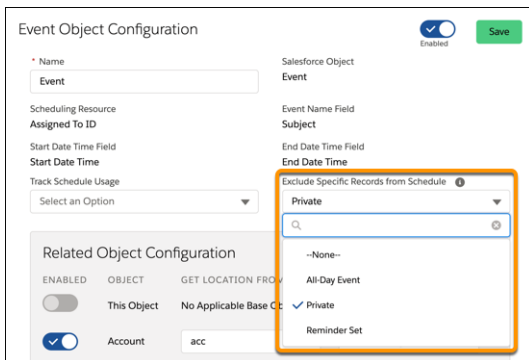 Event Object Configuration
Enabled
Save
* Name
Event
Salesforce Object
Event
Scheduling Resource
Assigned To ID
Event Name Field
Subject
Start Date Time Field
Start Date Time
End Date Time Field
End Date Time
Track Schedule Usage
Select an Option
Exclude Specific Records from Schedule
Private
--None--
All-Day Event
Private
Reminder Set
Related Object Configuration
ENABLED OBJECT GET LOCATION FROM
This Object No Applicable Base Ob
Account acc